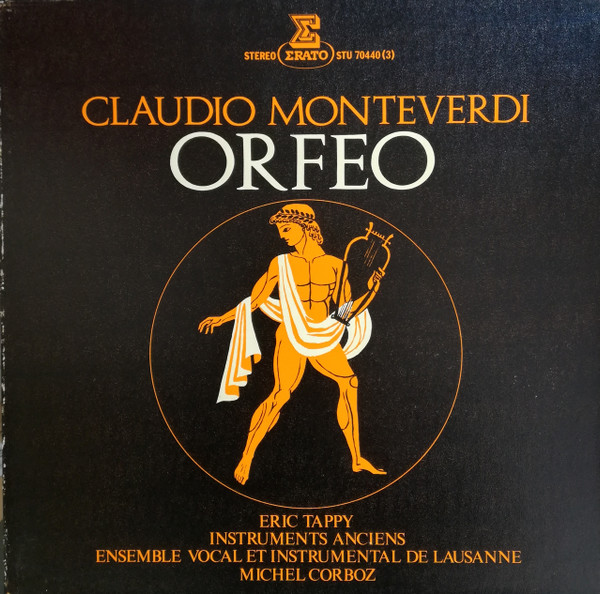 STEREO ERATO STU 70440 (3)
CLAUDIO MONTEVERDI
ORFEO
ERIC TAPPY
INSTRUMENTS ANCIENS
ENSEMBLE VOCAL ET INSTRUMENTAL DE LAUSANNE
MICHEL CORBOZ